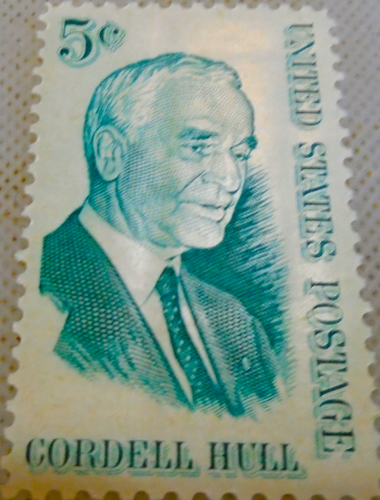 5¢
UNITED STATES POSTAGE
CORDELL HULL